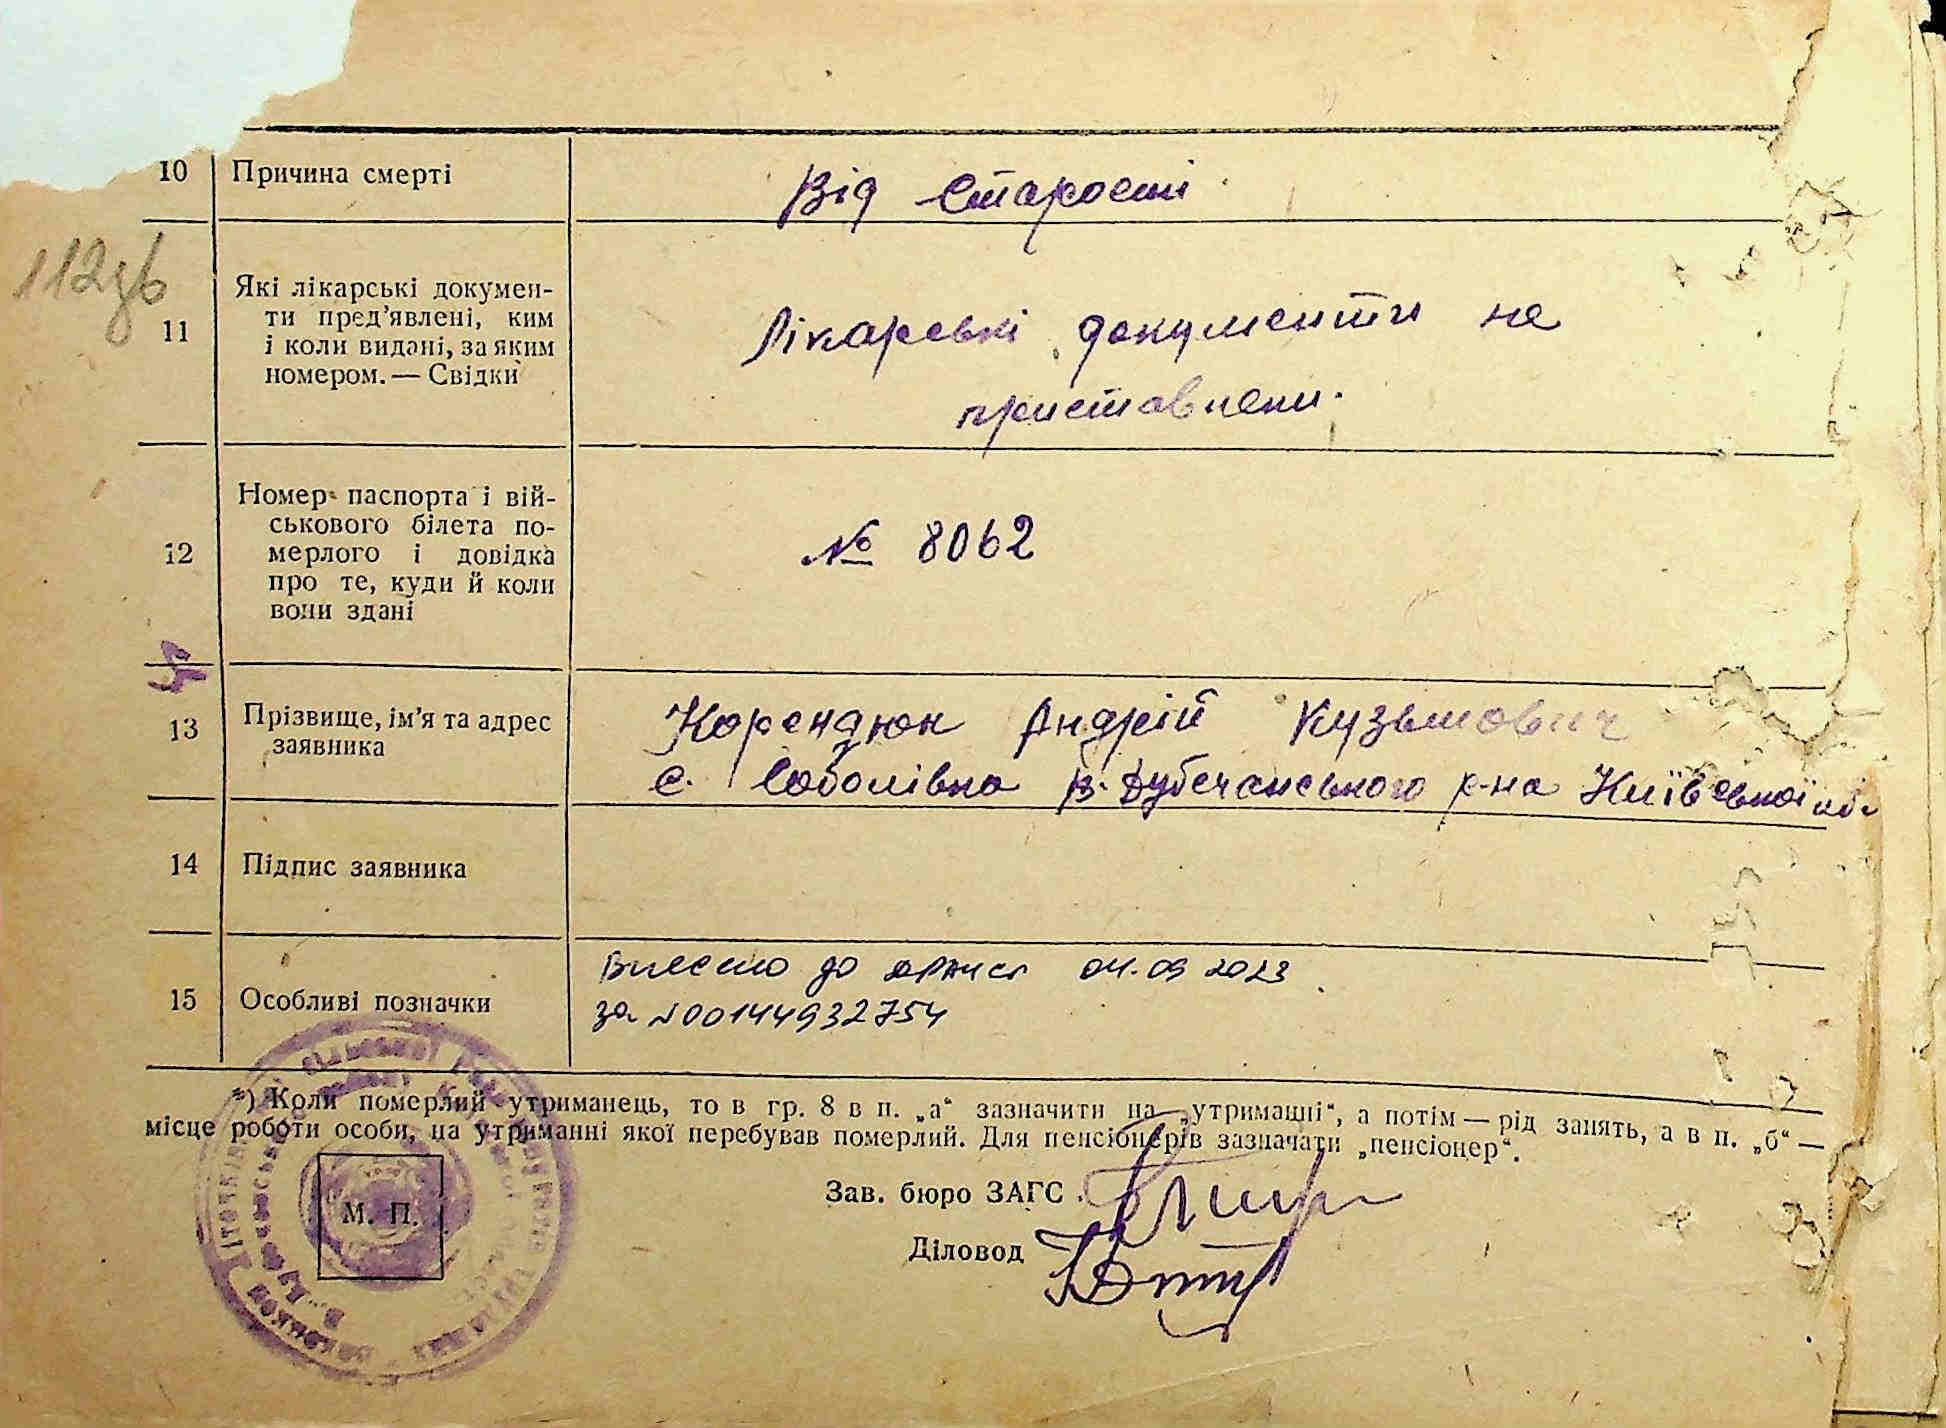 10 Причина смерті Від старості
112зв
11 Які лікарські докумен-
ти пред'явлені, ким
і коли видані, за яким
номером. — Свідки
Лікарські документи не
приставлени.
12 Номер паспорта і вій-
ськового білета по-
мерлого і довідка
про те, куди й коли
вони здані
№ 8062
13 Прізвище, ім'я та адрес
заявника
Корендюк Андрій Кузьмович
с. Соболівка В. Дубечанського р-на Київської об.
14 Підпис заявника
15 Особливі позначки
Внесено до ДРАЦСГ 04.09 2023
за N00144932754
*) Коли померлий утриманець, то в гр. 8 в п. „а“ зазначити на „утриманні“, а потім — рід занять, а в п. „б“ —
місце роботи особи, на утриманні якої перебував померлий. Для пенсіонерів зазначати „пенсіонер“.
М. П.
Зав. бюро ЗАГС
Діловод